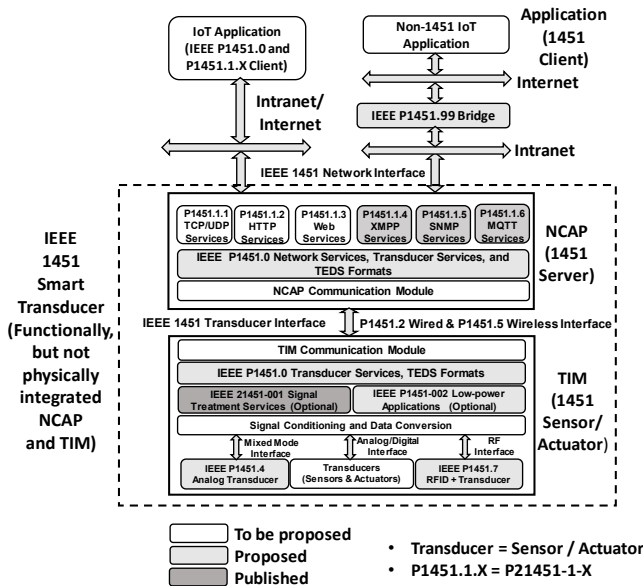 IoT Application
(IEEE P1451.0 and
P1451.1.X Client)
Non-1451 IoT
Application
Application
(1451
Client)
Internet
IEEE P1451.99 Bridge
Intranet/
Internet
Intranet
IEEE 1451 Network Interface
IEEE
1451
Smart
Transducer
(Functionally,
but not
physically
integrated
NCAP
and TIM)
P1451.1.1
TCP/UDP
Services
P1451.1.2
HTTP
Services
P1451.1.3
Web
Services
P1451.1.4
XMPP
Services
P1451.1.5
SNMP
Services
P1451.1.6
MQTT
Services
IEEE P1451.0 Network Services, Transducer Services, and
TEDS Formats
NCAP Communication Module
NCAP
(1451
Server)
IEEE 1451 Transducer Interface
P1451.2 Wired & P1451.5 Wireless Interface
TIM Communication Module
IEEE P1451.0 Transducer Services, TEDS Formats
IEEE 21451-001 Signal
Treatment Services (Optional)
IEEE P1451-002 Low-power
Applications (Optional)
Signal Conditioning and Data Conversion
Mixed Mode
Interface
Analog/Digital
Interface
RF
Interface
IEEE P1451.4
Analog Transducer
Transducers
(Sensors & Actuators)
IEEE P1451.7
RFID + Transducer
TIM
(1451
Sensor/
Actuator)
To be proposed
Proposed
Published
• Transducer = Sensor / Actuator
• P1451.1.X = P21451-1-X